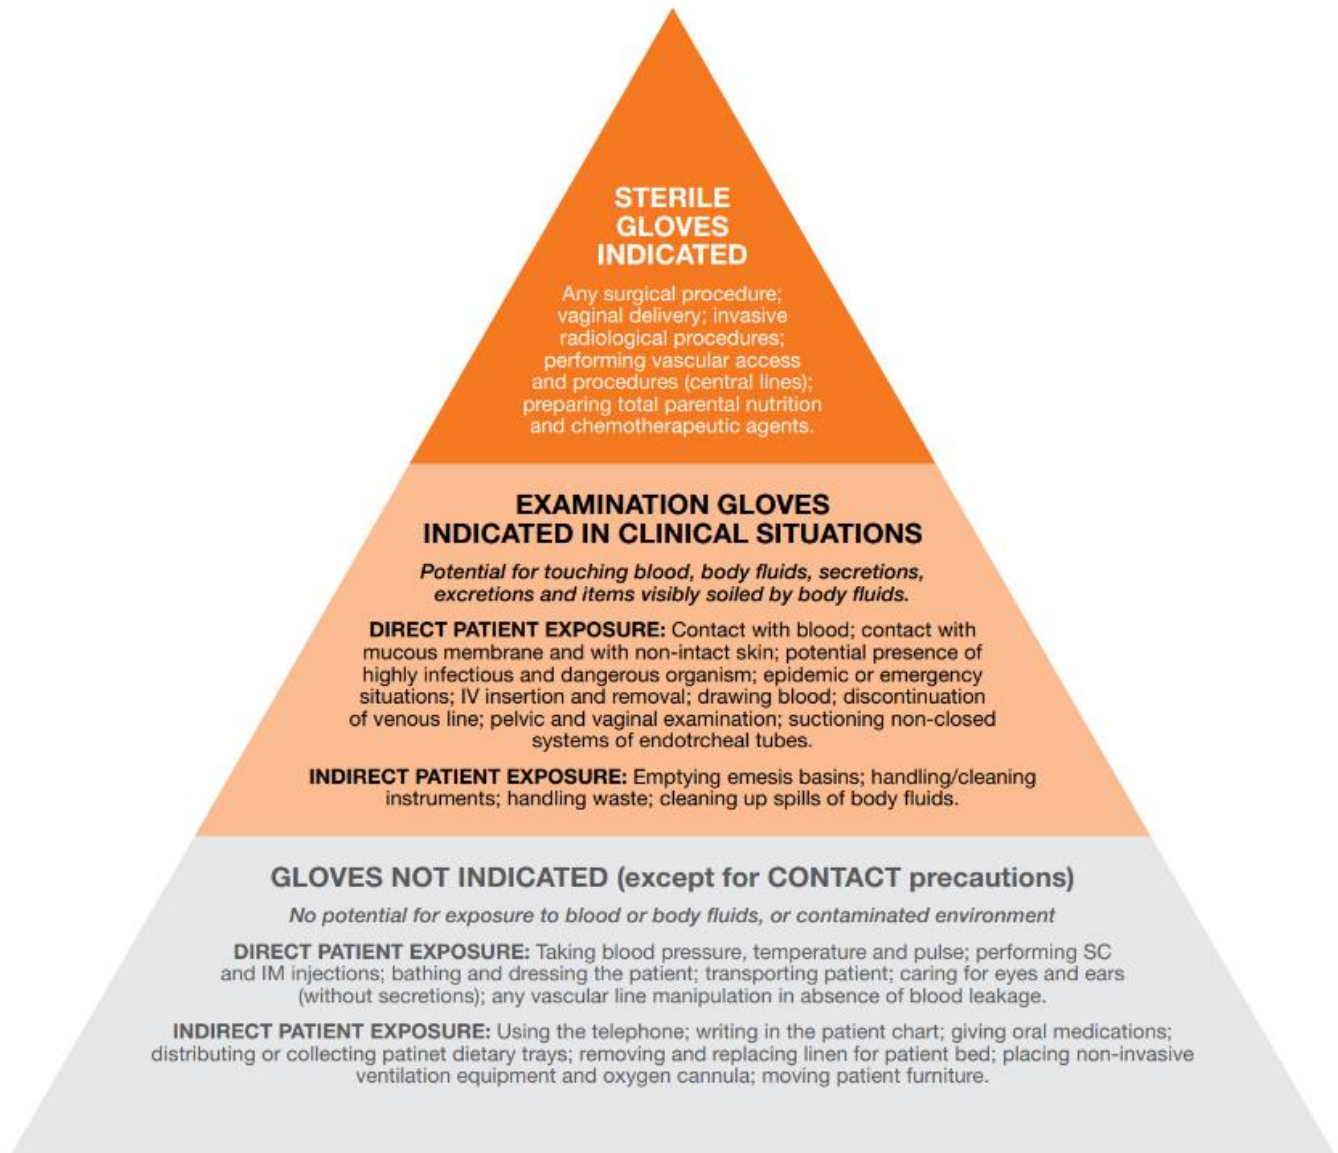 STERILE
GLOVES
INDICATED
Any surgical procedure;
vaginal delivery; invasive
radiological procedures;
performing vascular access
and procedures (central lines);
preparing total parental nutrition
and chemotherapeutic agents.
EXAMINATION GLOVES
INDICATED IN CLINICAL SITUATIONS
Potential for touching blood, body fluids, secretions,
excretions and items visibly soiled by body fluids.
DIRECT PATIENT EXPOSURE: Contact with blood; contact with
mucous membrane and with non-intact skin; potential presence of
highly infectious and dangerous organism; epidemic or emergency
situations; IV insertion and removal; drawing blood; discontinuation
of venous line; pelvic and vaginal examination; suctioning non-closed
systems of endotrcheal tubes.
INDIRECT PATIENT EXPOSURE: Emptying emesis basins; handling/cleaning
instruments; handling waste; cleaning up spills of body fluids.
GLOVES NOT INDICATED (except for CONTACT precautions)
No potential for exposure to blood or body fluids, or contaminated environment
DIRECT PATIENT EXPOSURE: Taking blood pressure, temperature and pulse; performing SC
and IM injections; bathing and dressing the patient; transporting patient; caring for eyes and ears
(without secretions); any vascular line manipulation in absence of blood leakage.
INDIRECT PATIENT EXPOSURE: Using the telephone; writing in the patient chart; giving oral medications;
distributing or collecting patinet dietary trays; removing and replacing linen for patient bed; placing non-invasive
ventilation equipment and oxygen cannula; moving patient furniture.